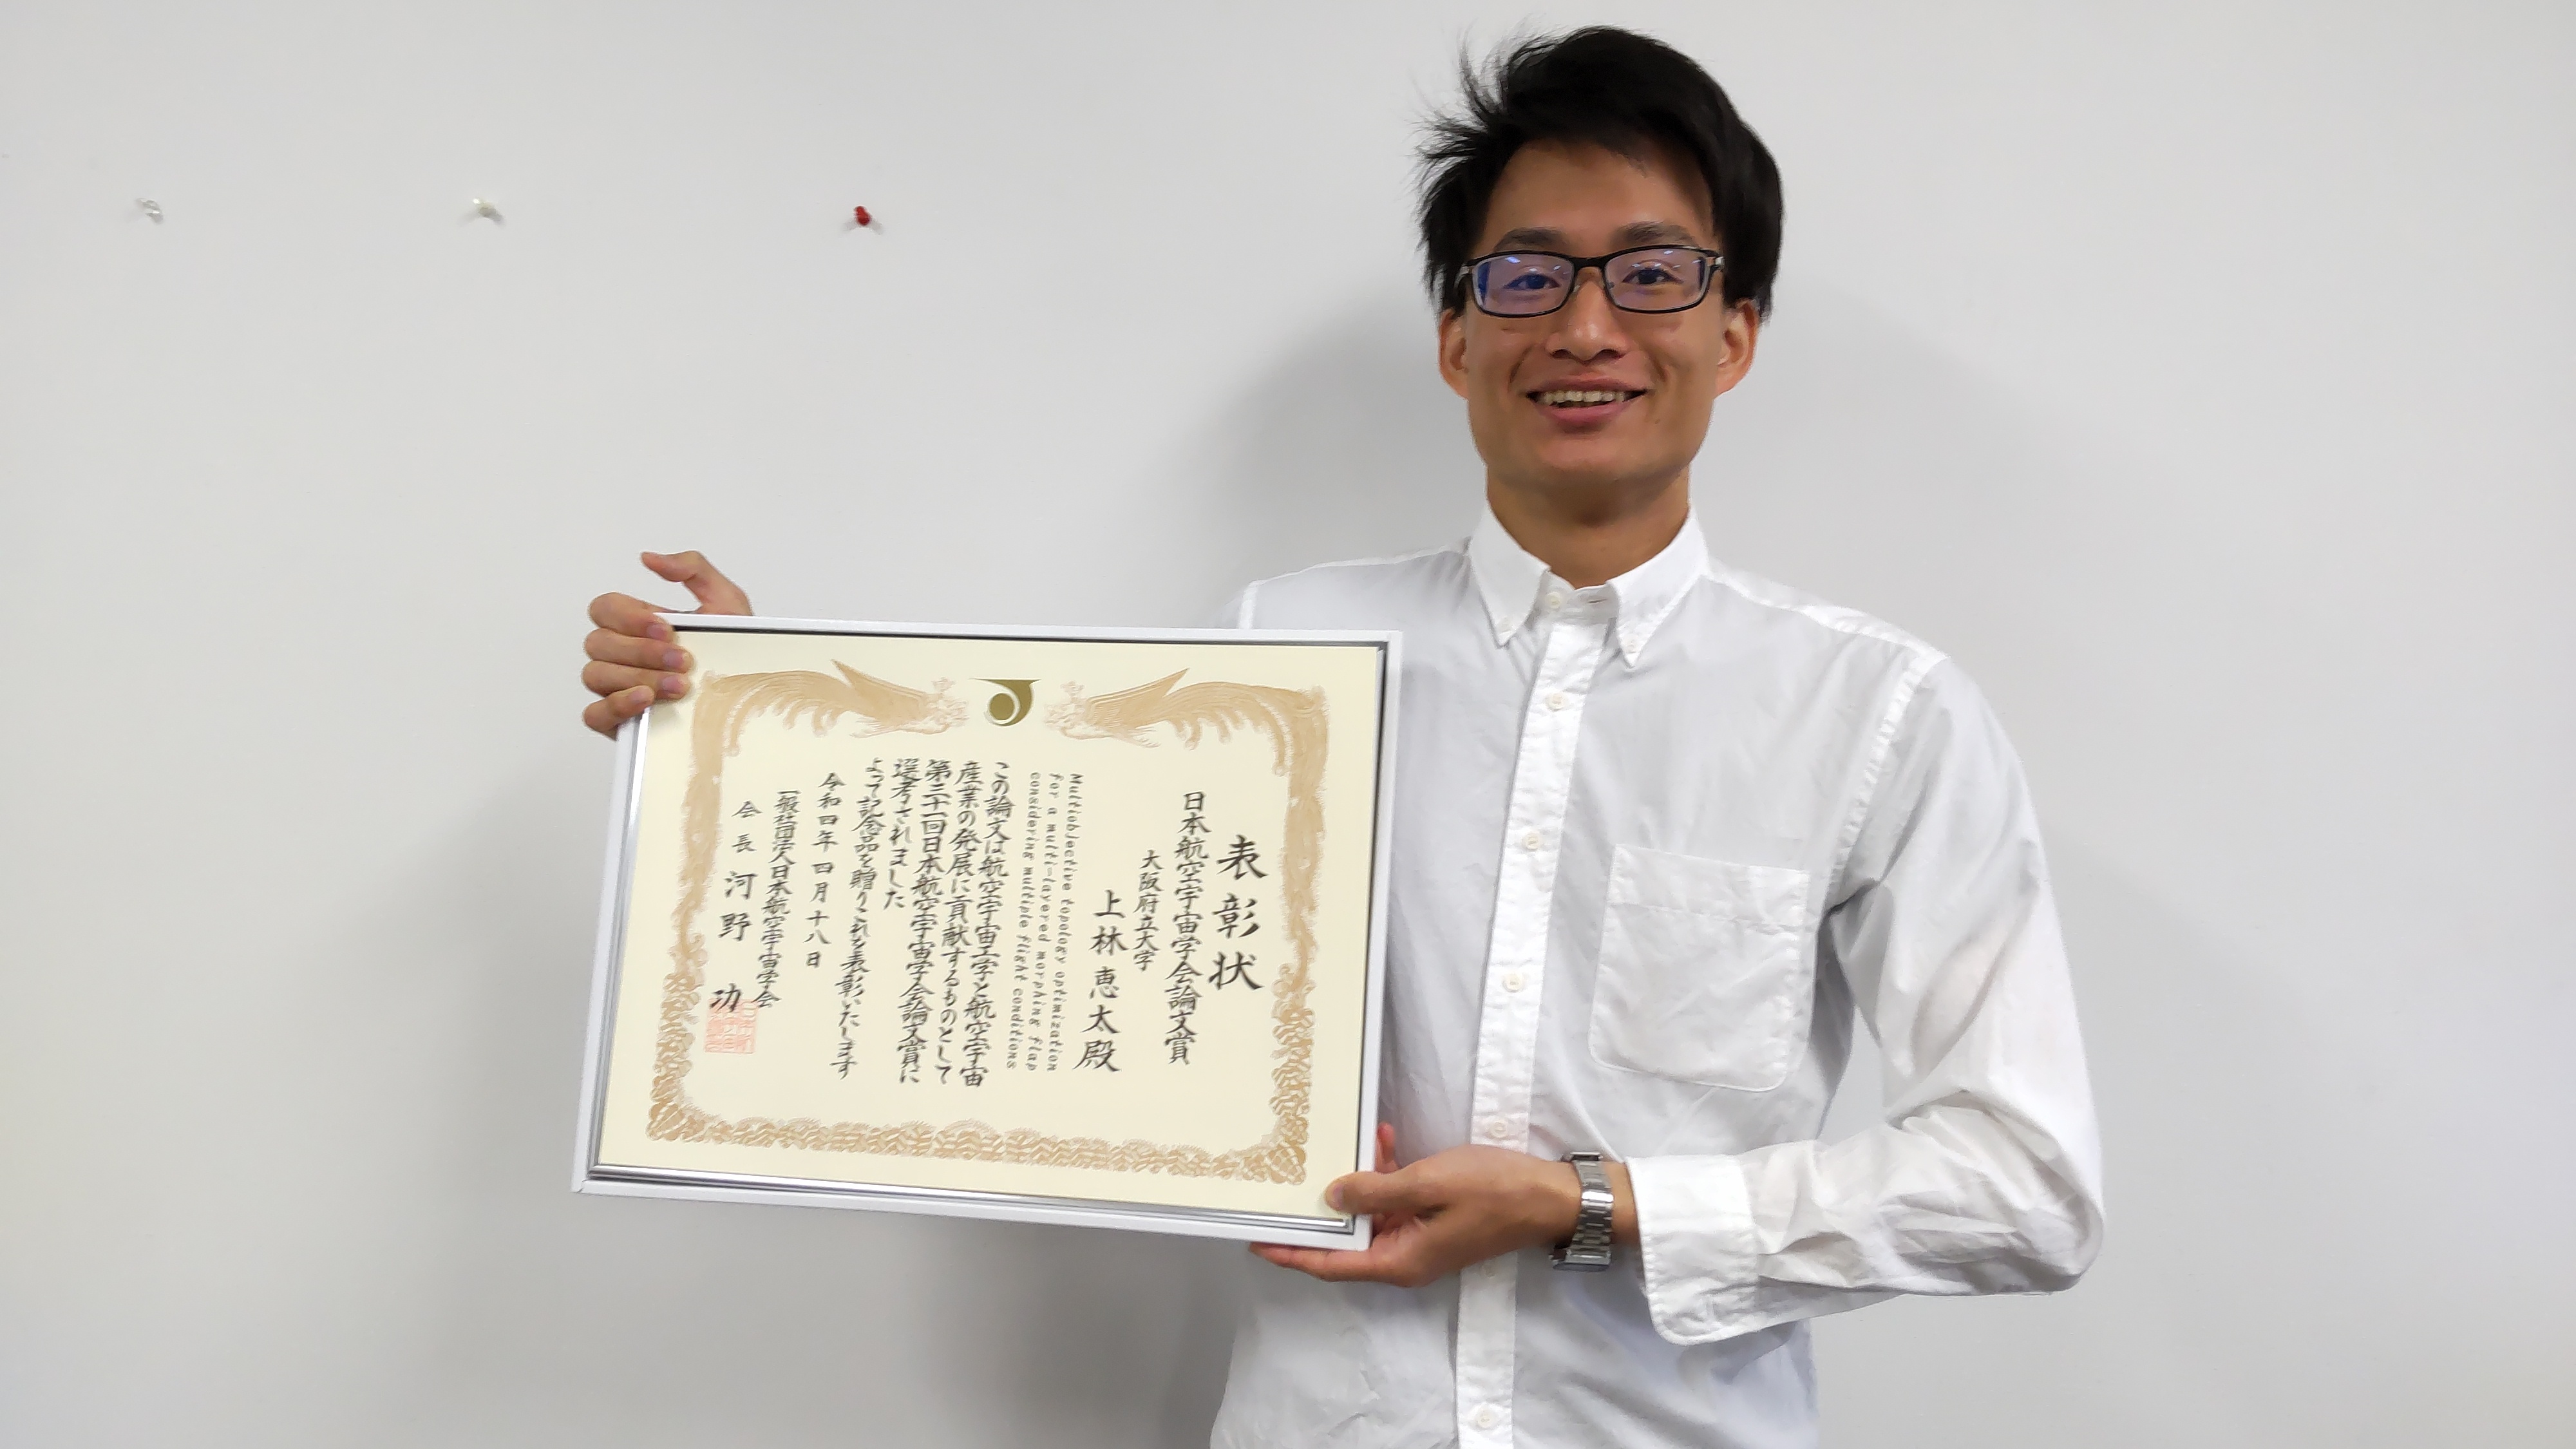 表彰状
日本航空宇宙学会論文賞
大阪府立大学
上林恵太殿
Multiobjective topology optimization
for a multi-layered morphing flap
considering multiple flight conditions
この論文は航空宇宙工学と航空宇宙
産業の発展に貢献するものとして
第三十一回日本航空宇宙学会論文賞に
選考されました
よって記念品を贈りこれを表彰いたします
令和四年四月十八日
一般社団法人日本航空宇宙学会
会長 河野 功